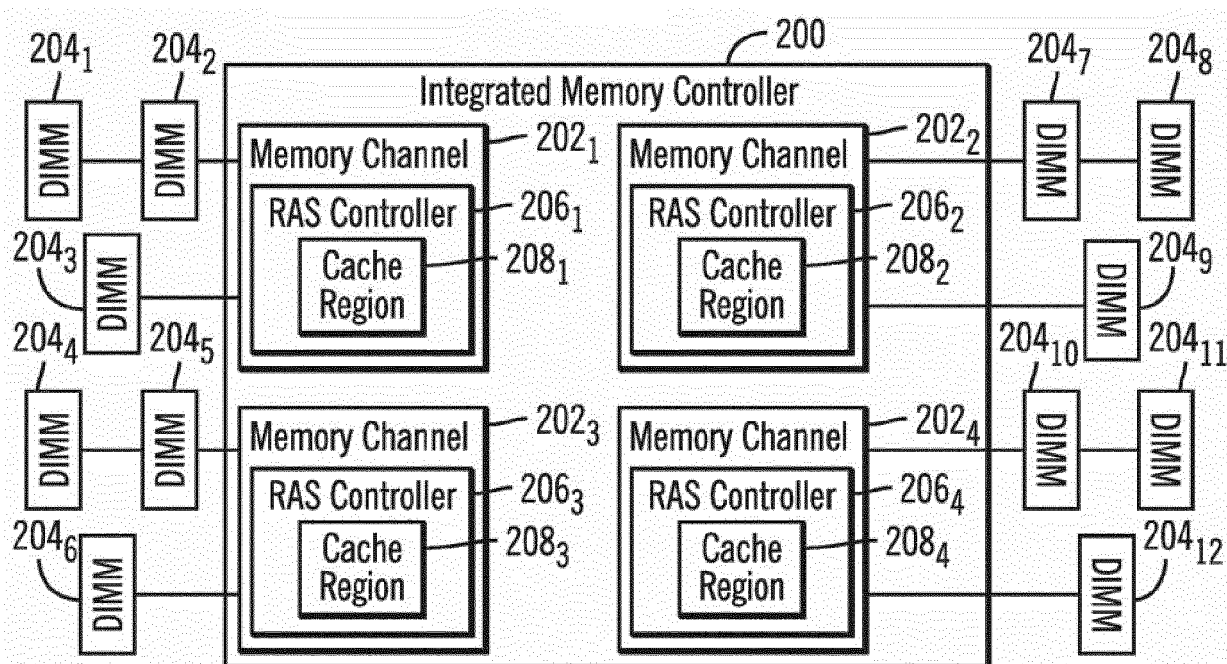 200
204₁ 204₂ 204₇ 204₈
Integrated Memory Controller
DIMM DIMM DIMM DIMM
Memory Channel 202₁
RAS Controller 206₁
Cache Region 208₁
Memory Channel 202₂
RAS Controller 206₂
Cache Region 208₂
204₃ DIMM
DIMM 204₉
204₄ 204₅ 204₁₀ 204₁₁
DIMM DIMM DIMM DIMM
Memory Channel 202₃
RAS Controller 206₃
Cache Region 208₃
Memory Channel 202₄
RAS Controller 206₄
Cache Region 208₄
204₆ DIMM
DIMM 204₁₂